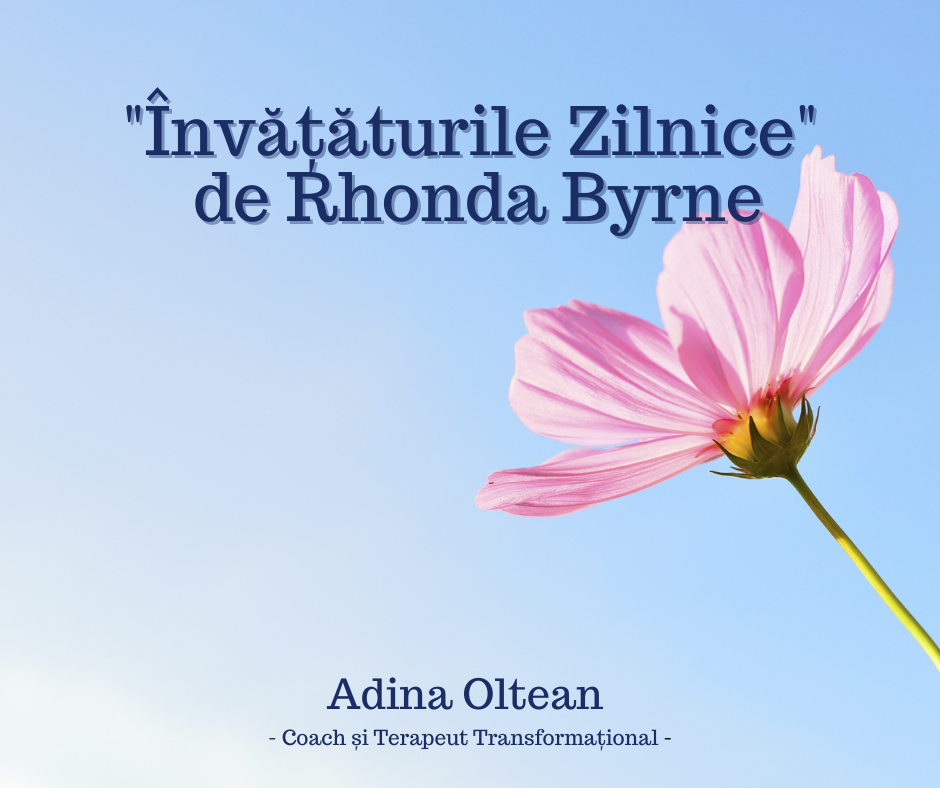 "Învățăturile Zilnice"
de Rhonda Byrne
Adina Oltean
- Coach și Terapeut Transformațional -